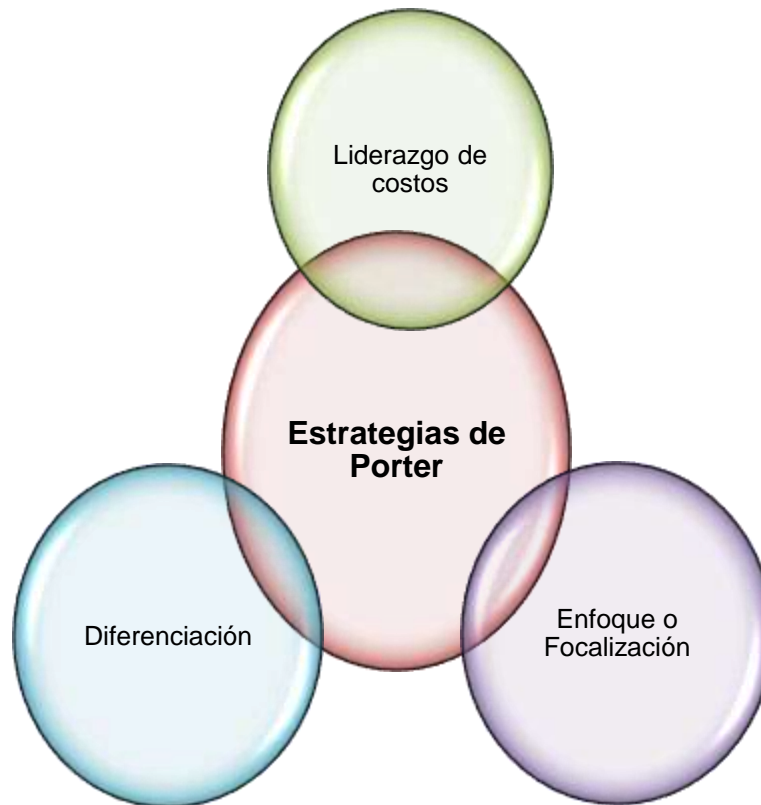 Liderazgo de
costos
Estrategias de
Porter
Diferenciación
Enfoque o
Focalización